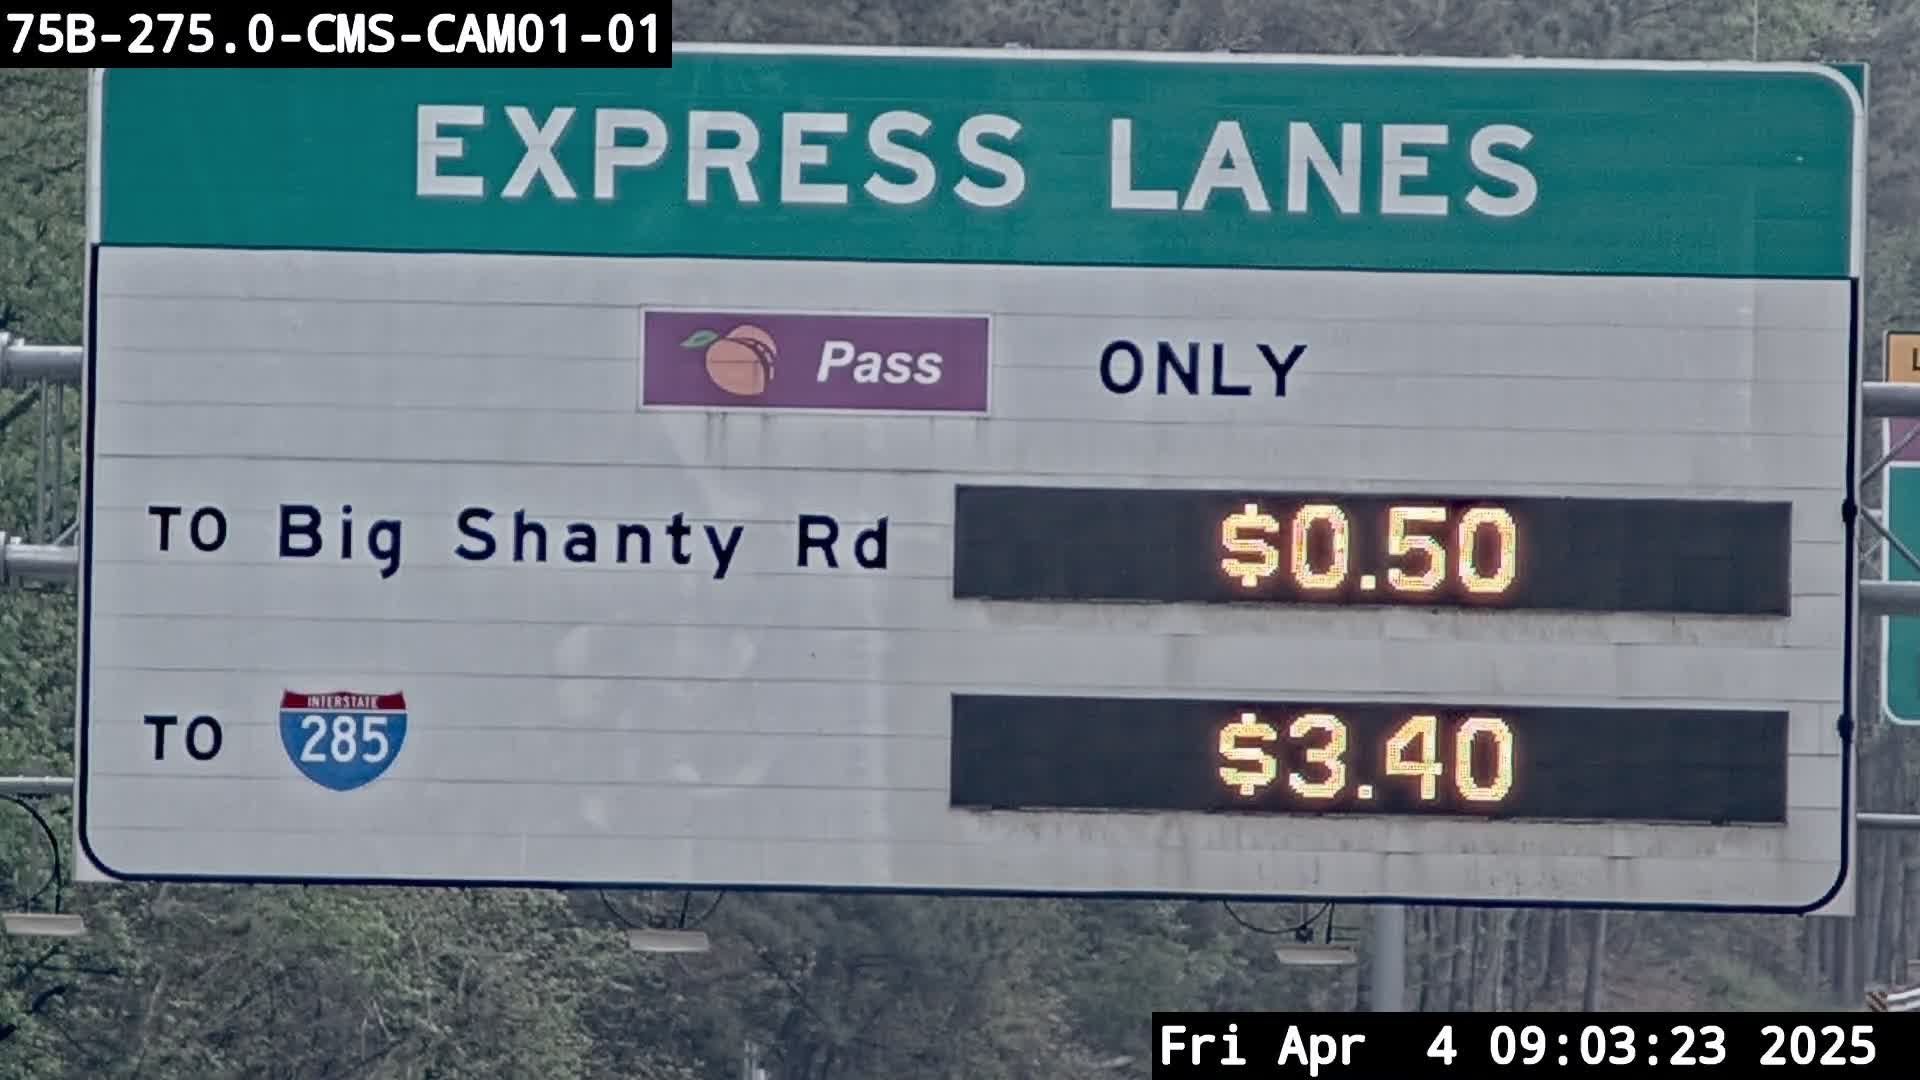 75B-275.0-CMS-CAM01-01
EXPRESS LANES
Pass ONLY
TO Big Shanty Rd $0.50
INTERSTATE
TO 285 $3.40
Fri Apr 4 09:03:23 2025